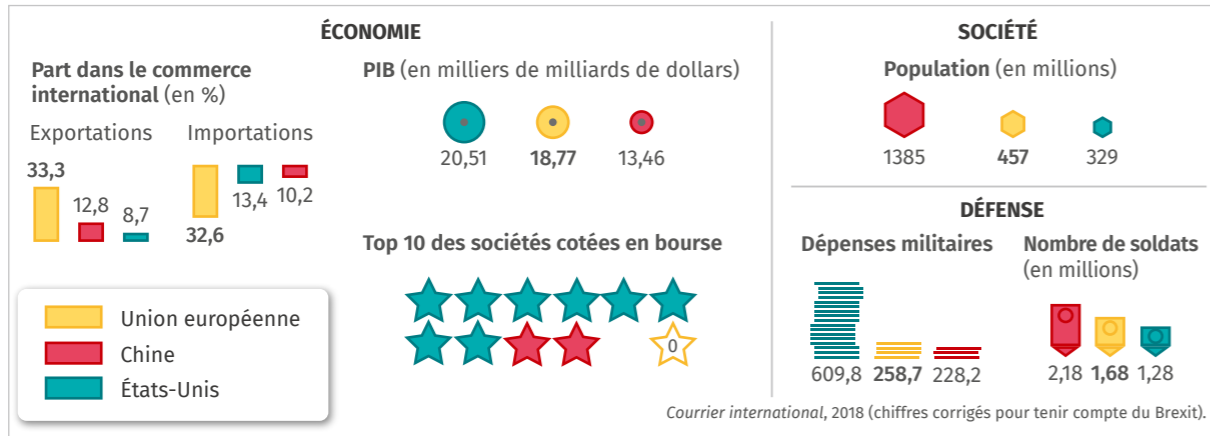 ÉCONOMIE
Part dans le commerce
international (en %)
Exportations
Importations
33,3
12,8
8,7
32,6
13,4
10,2
PIB (en milliers de milliards de dollars)
20,51
18,77
13,46
Top 10 des sociétés cotées en bourse
0
Union européenne
Chine
États-Unis
SOCIÉTÉ
Population (en millions)
1385
457
329
DÉFENSE
Dépenses militaires
609,8
258,7
228,2
Nombre de soldats
(en millions)
2,18
1,68
1,28
Courrier international, 2018 (chiffres corrigés pour tenir compte du Brexit).